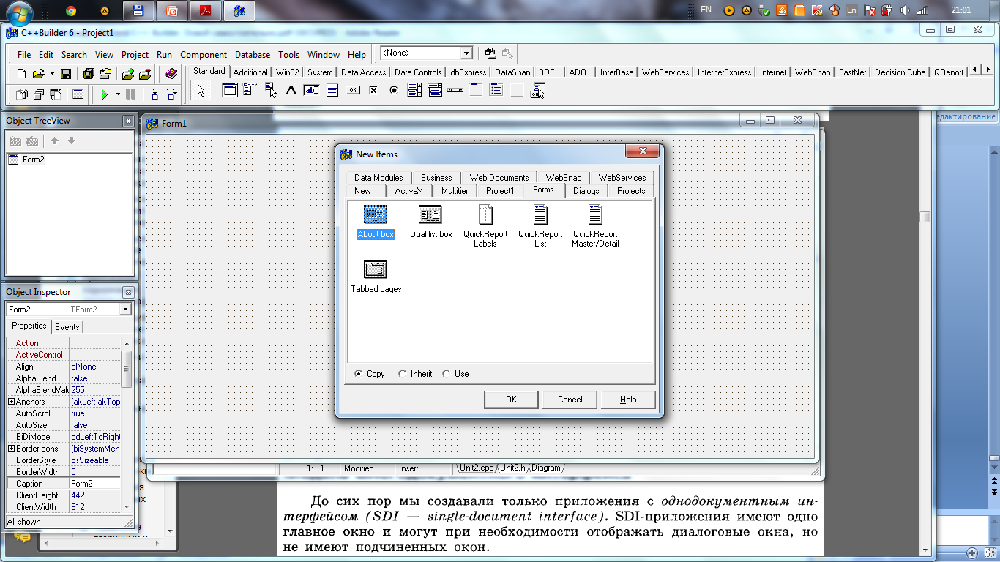 EN
En
21:01
C++Builder 6 - Project1
File Edit Search View Project Run Component Database Tools Window Help
<None>
Standard Additional Win32 System Data Access Data Controls dbExpress DataSnap BDE ADO InterBase WebServices InternetExpress Internet WebSnap FastNet Decision Cube QReport
Object TreeView
Form2
Form1
едактирование
New Items
Data Modules Business Web Documents WebSnap WebServices
New ActiveX Multitier Project1 Forms Dialogs Projects
About box
Dual list box
QuickReport
Labels
QuickReport
List
QuickReport
Master/Detail
Tabbed pages
Copy Inherit Use
OK Cancel Help
Object Inspector
Form2 TForm2
Properties Events
Action
ActiveControl
Align alNone
AlphaBlend false
AlphaBlendValu 255
Anchors [akLeft,akTop
AutoScroll true
AutoSize false
BiDiMode bdLeftToRight
BorderIcons [biSystemMen
BorderStyle bsSizeable
BorderWidth 0
Caption Form2
ClientHeight 442
ClientWidth 912
All shown
1: 1 Modified Insert Unit2.cpp Unit2.h Diagram
До сих пор мы создавали только приложения с однодокументным ин-
терфейсом (SDI — single-document interface). SDI-приложения имеют одно
главное окно и могут при необходимости отображать диалоговые окна, но
не имеют подчиненных окон.